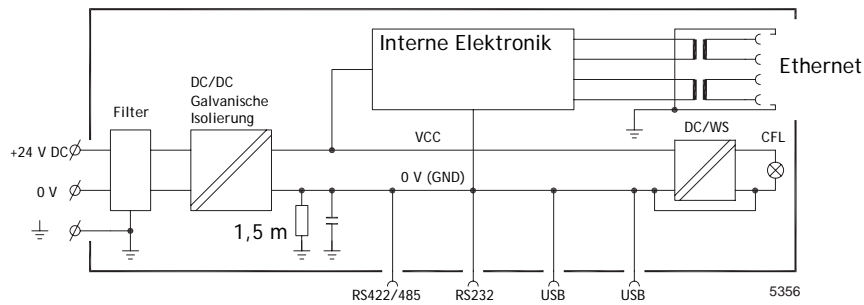 Interne Elektronik
Ethernet
DC/DC
Galvanische
Isolierung
Filter
DC/WS
CFL
+24 V DC
VCC
0 V
0 V (GND)
1,5 m
RS422/485
RS232
USB
USB
5356